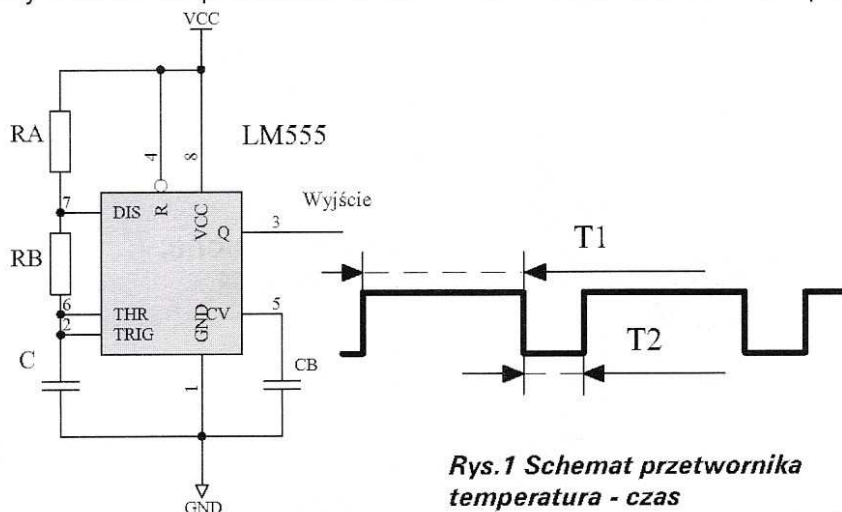 VCC
RA
LM555
4
8
7
DIS
R
VCC
Q
3
Wyjście
T1
RB
6
THR
2
TRIG
GND
CV
5
C
1
CB
T2
GND
Rys.1 Schemat przetwornika
temperatura - czas